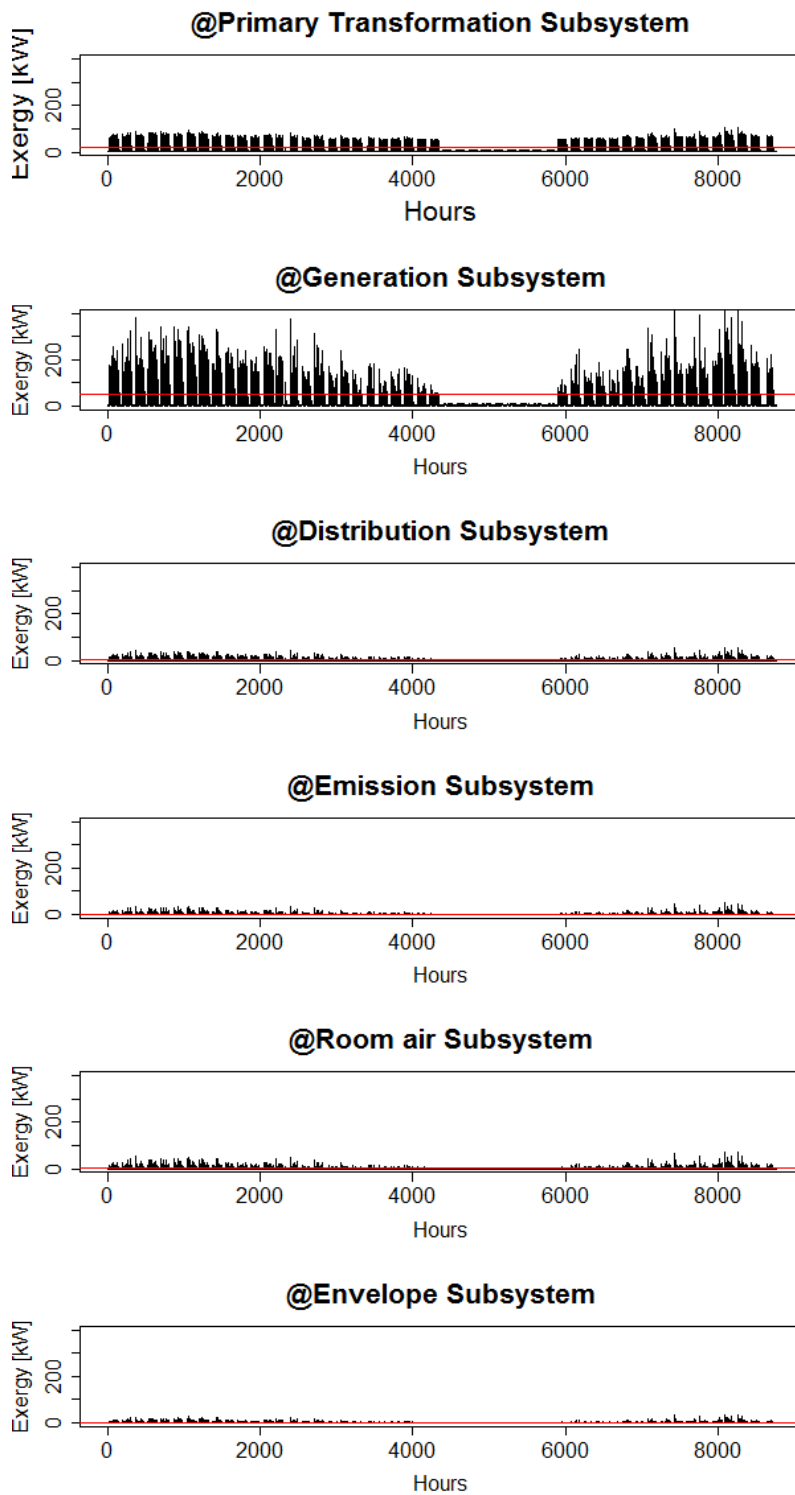 @Primary Transformation Subsystem
Exergy [kW]
200
0
0 2000 4000 6000 8000
Hours
@Generation Subsystem
Exergy [kW]
200
0
0 2000 4000 6000 8000
Hours
@Distribution Subsystem
Exergy [kW]
200
0
0 2000 4000 6000 8000
Hours
@Emission Subsystem
Exergy [kW]
200
0
0 2000 4000 6000 8000
Hours
@Room air Subsystem
Exergy [kW]
200
0
0 2000 4000 6000 8000
Hours
@Envelope Subsystem
Exergy [kW]
200
0
0 2000 4000 6000 8000
Hours